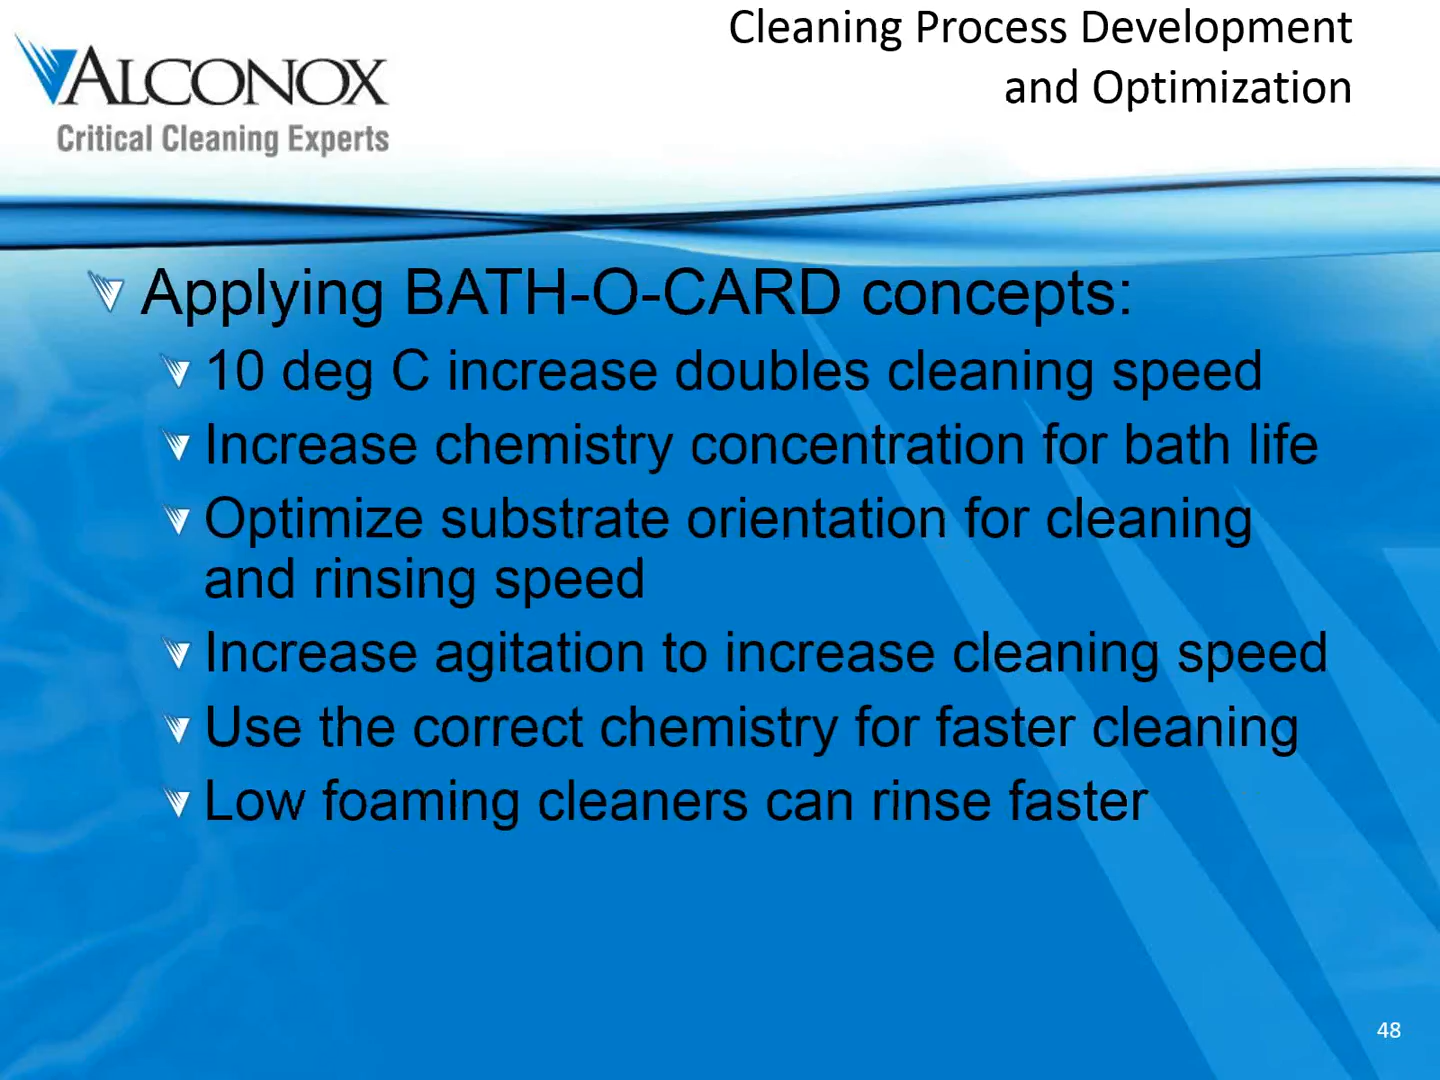 ALCONOX
Critical Cleaning Experts
Cleaning Process Development
and Optimization
Applying BATH-O-CARD concepts:
10 deg C increase doubles cleaning speed
Increase chemistry concentration for bath life
Optimize substrate orientation for cleaning
and rinsing speed
Increase agitation to increase cleaning speed
Use the correct chemistry for faster cleaning
Low foaming cleaners can rinse faster
48